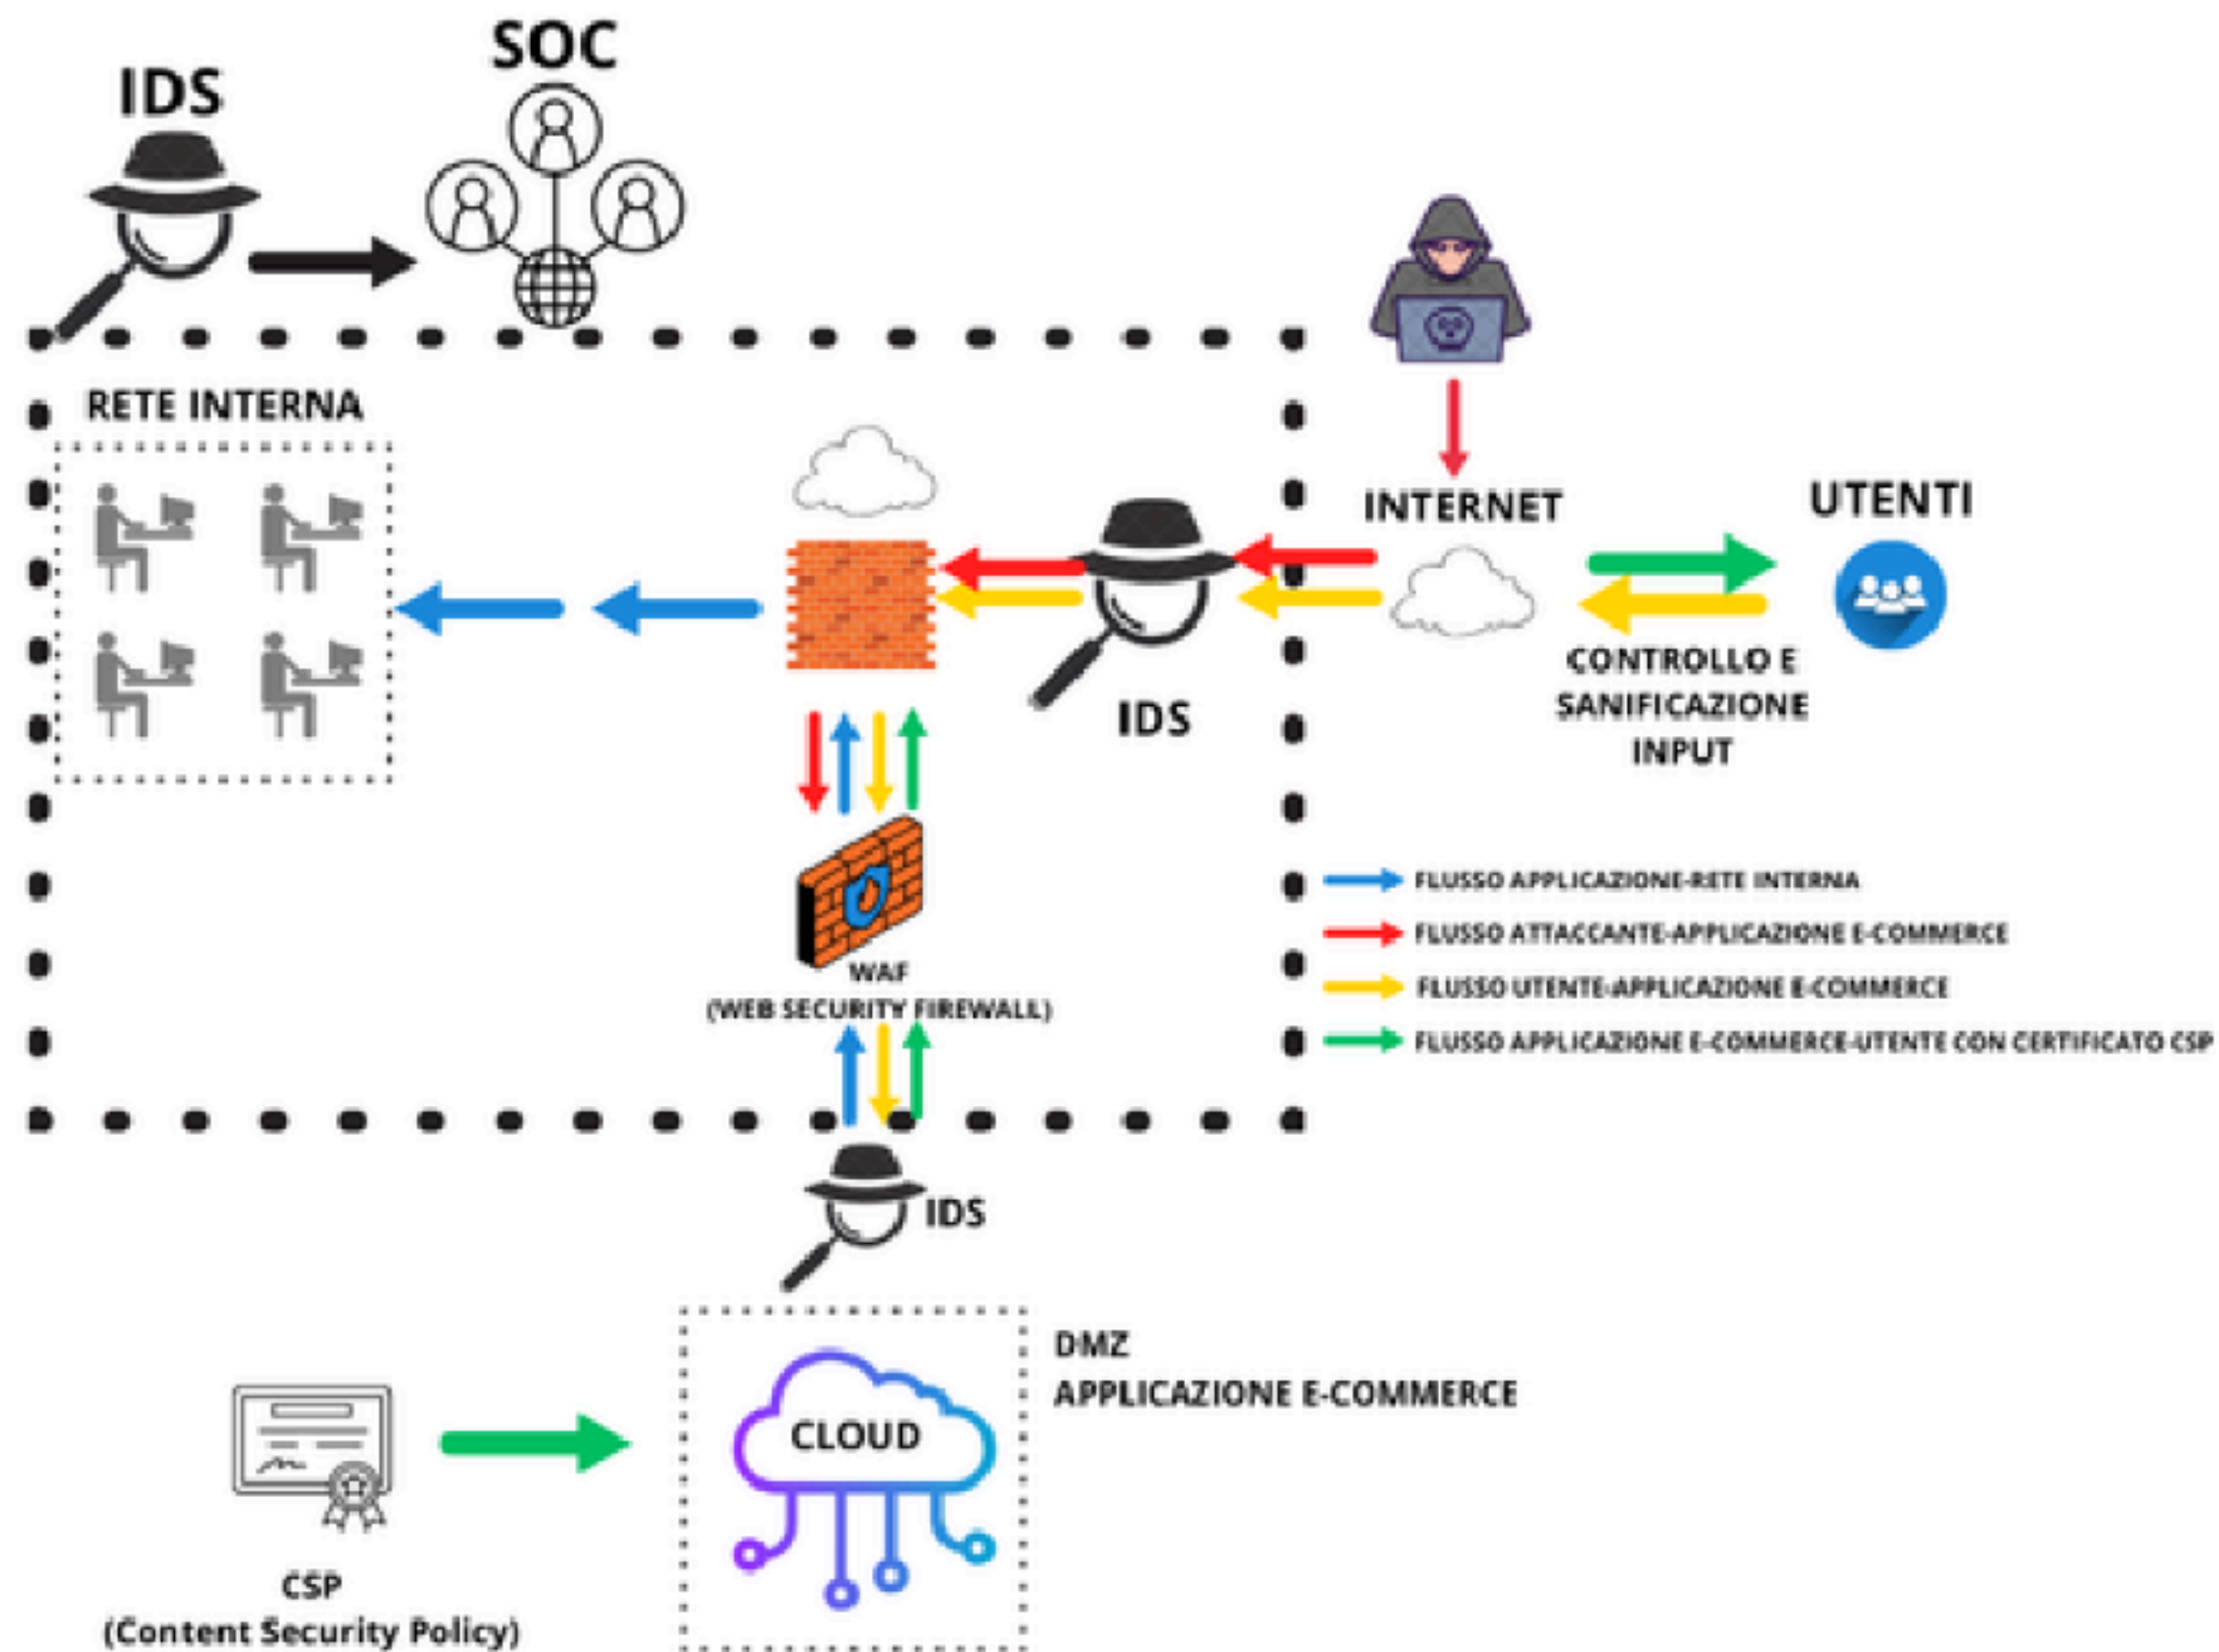 SOC
IDS
RETE INTERNA
INTERNET
UTENTI
CONTROLLO E
SANIFICAZIONE
INPUT
IDS
FLUSSO APPLICAZIONE-RETE INTERNA
FLUSSO ATTACCANTE-APPLICAZIONE E-COMMERCE
FLUSSO UTENTE-APPLICAZIONE E-COMMERCE
FLUSSO APPLICAZIONE E-COMMERCE-UTENTE CON CERTIFICATO CSP
WAF
(WEB SECURITY FIREWALL)
IDS
DMZ
APPLICAZIONE E-COMMERCE
CLOUD
CSP
(Content Security Policy)